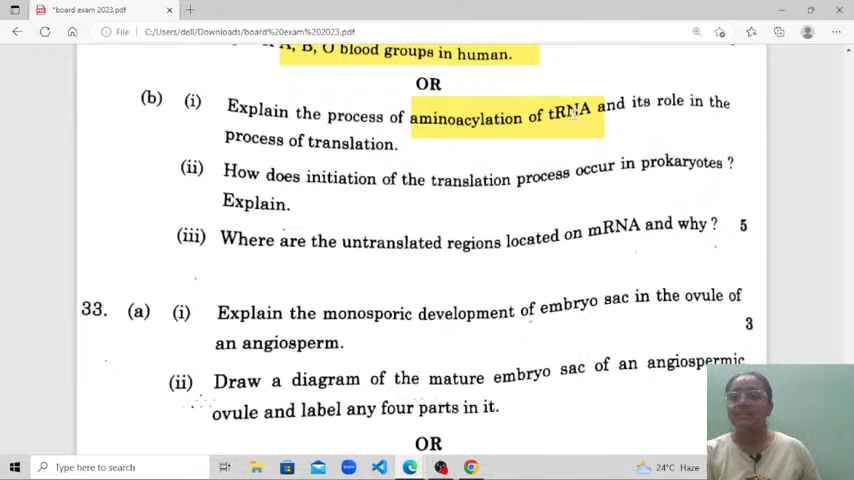 *board exam 2023.pdf
File
C:/Users/dell/Downloads/board%20exam%202023.pdf
A, B, O blood groups in human.
OR
(b) (i) Explain the process of aminoacylation of tRNA and its role in the
process of translation.
(ii) How does initiation of the translation process occur in prokaryotes ?
Explain.
(iii) Where are the untranslated regions located on mRNA and why ? 5
33. (a) (i) Explain the monosporic development of embryo sac in the ovule of
an angiosperm. 3
(ii) Draw a diagram of the mature embryo sac of an angiospermic
ovule and label any four parts in it.
OR
Type here to search
24°C Haze